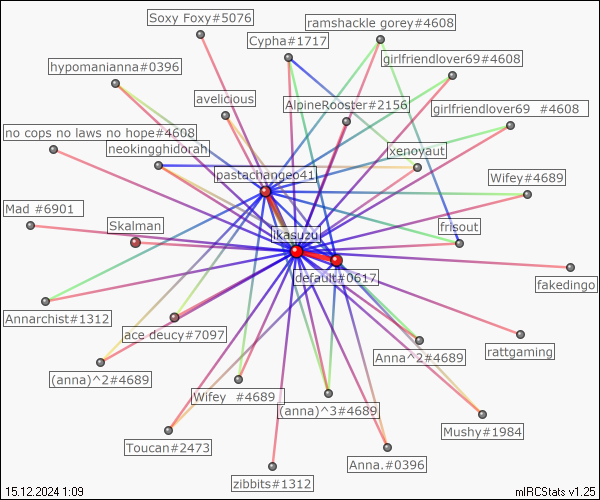 Soxy Foxy#5076
ramshackle gorey#4608
Cypha#1717
girlfriendlover69#4608
hypomanianna#0396
avelicious
AlpineRooster#2156
girlfriendlover69 #4608
no cops no laws no hope#4608
neokingghidorah
xenoyaut
pastachangeo41
Wifey#4689
Mad #6901
Skalman
frisout
ikasuzu
default#0617
fakedingo
Annarchist#1312
ace deucy#7097
rattgaming
Anna^2#4689
(anna)^2#4689
Wifey #4689
(anna)^3#4689
Mushy#1984
Toucan#2473
Anna.#0396
zibbits#1312
15.12.2024 1:09
mIRCStats v1.25